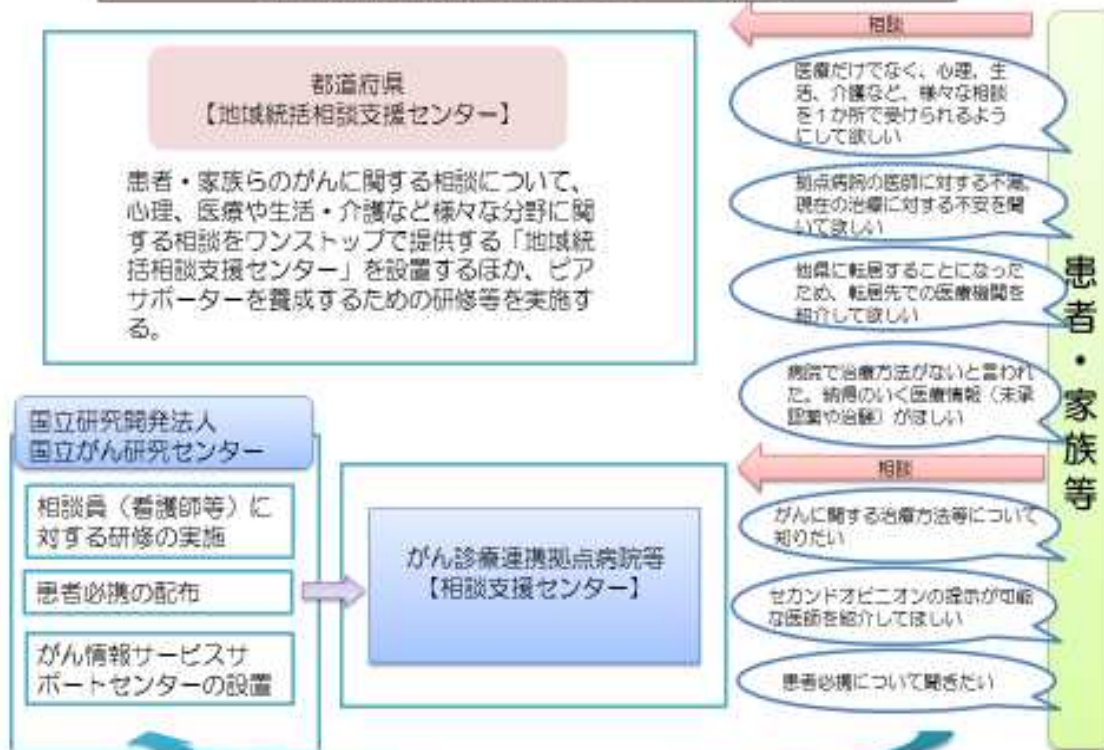 相談
都道府県
【地域統括相談支援センター】
患者・家族らのがんに関する相談について、
心理、医療や生活・介護など様々な分野に関
する相談をワンストップで提供する「地域統
括相談支援センター」を設置するほか、ピア
サポーターを養成するための研修等を実施す
る。
医療だけでなく、心理、生
活、介護など、様々な相談
を1か所で受けられるよう
にして欲しい
拠点病院の医師に対する不満、
現在の治療に対する不安を聞
いて欲しい
他県に転居することになった
ため、転居先での医療機関を
紹介して欲しい
病院で治療方法がないと言われ
た。納得のいく医療情報（未承
認薬や治験）がほしい
患者・家族等
国立研究開発法人
国立がん研究センター
相談員（看護師等）に
対する研修の実施
患者必携の配布
がん情報サービスサ
ポートセンターの設置
がん診療連携拠点病院等
【相談支援センター】
相談
がんに関する治療方法等について
知りたい
セカンドオピニオンの提示が可能
な医師を紹介してほしい
患者必携について聞きたい